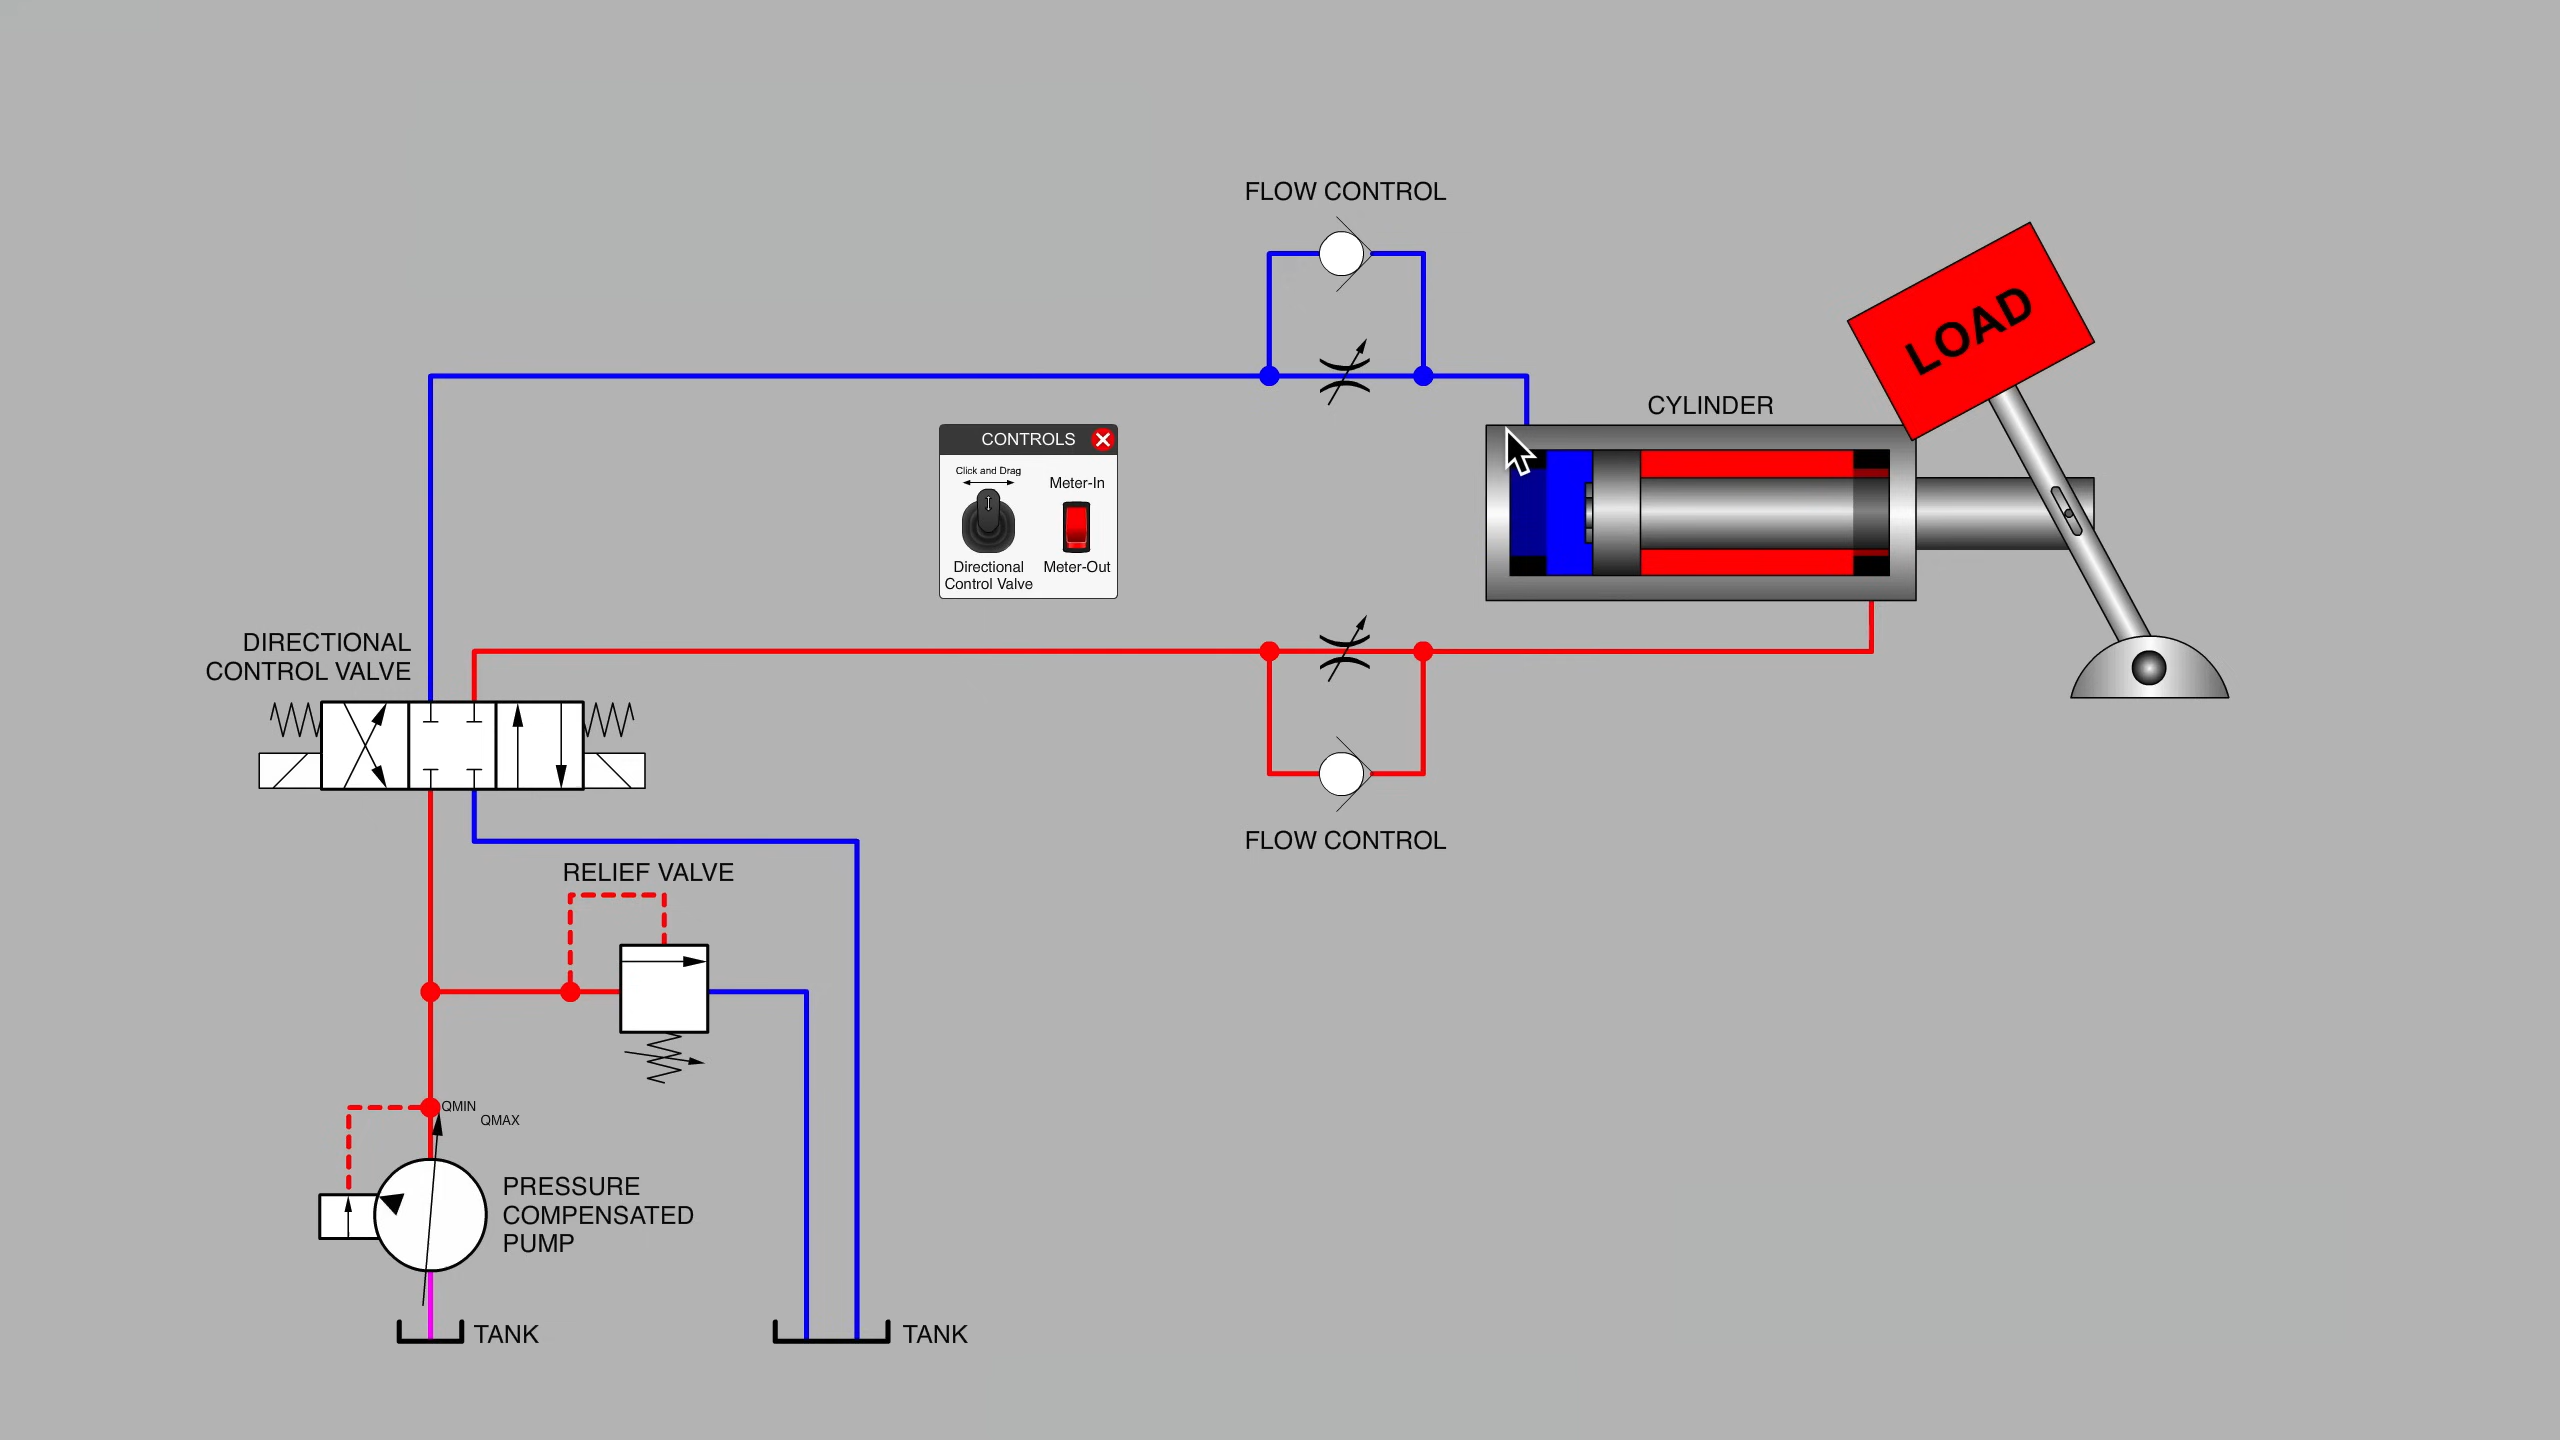 FLOW CONTROL
LOAD
CYLINDER
CONTROLS
Click and Drag
Meter-In
Directional
Control Valve
Meter-Out
DIRECTIONAL
CONTROL VALVE
FLOW CONTROL
RELIEF VALVE
QMIN
QMAX
PRESSURE
COMPENSATED
PUMP
TANK
TANK